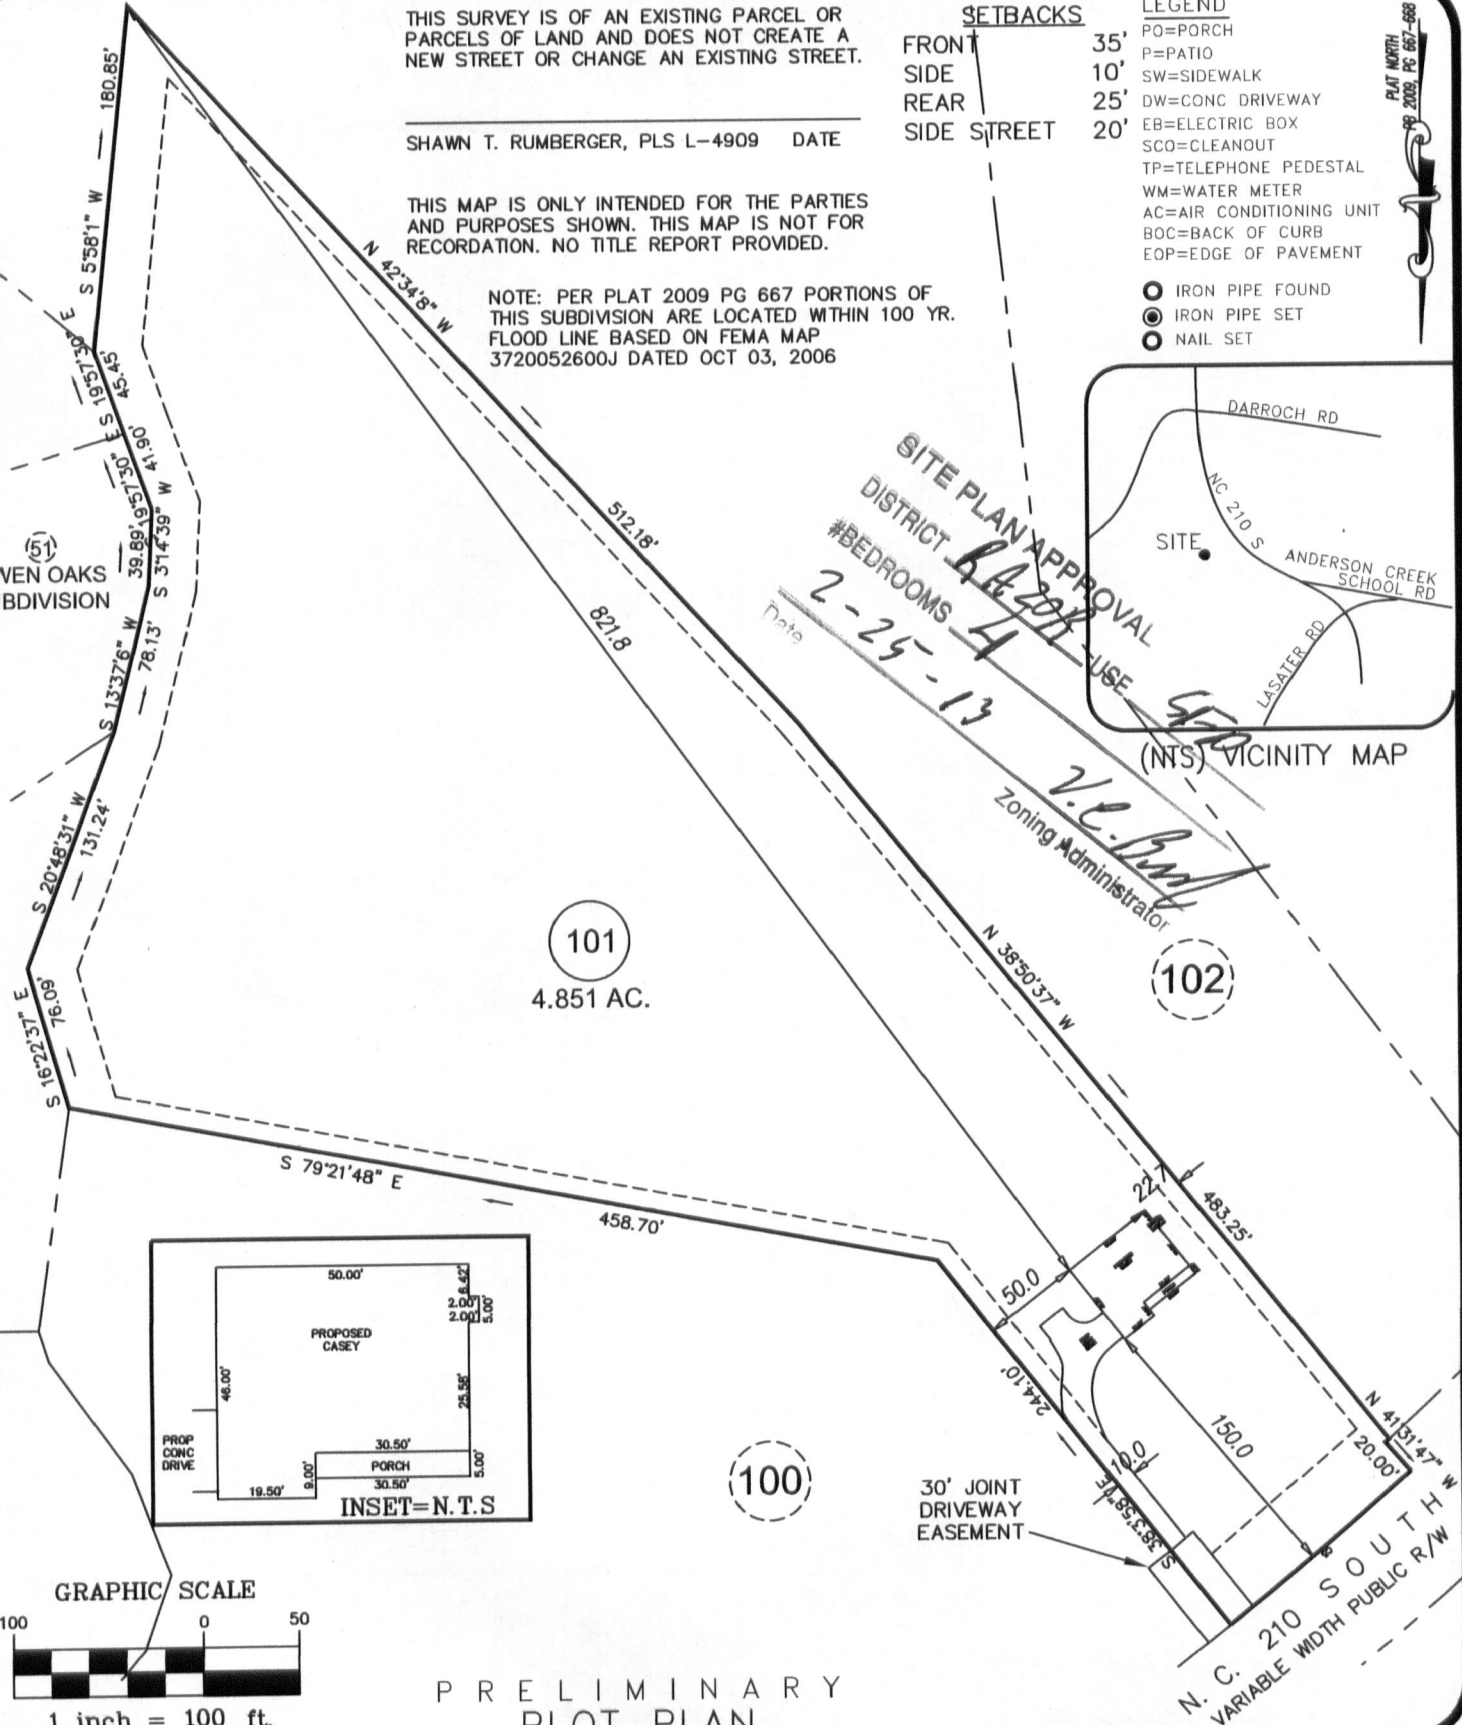 THIS SURVEY IS OF AN EXISTING PARCEL OR
PARCELS OF LAND AND DOES NOT CREATE A
NEW STREET OR CHANGE AN EXISTING STREET.
SHAWN T. RUMBERGER, PLS L-4909 DATE
THIS MAP IS ONLY INTENDED FOR THE PARTIES
AND PURPOSES SHOWN. THIS MAP IS NOT FOR
RECORDATION. NO TITLE REPORT PROVIDED.
NOTE: PER PLAT 2009 PG 667 PORTIONS OF
THIS SUBDIVISION ARE LOCATED WITHIN 100 YR.
FLOOD LINE BASED ON FEMA MAP
3720052600J DATED OCT 03, 2006
SETBACKS
FRONT 35'
SIDE 10'
REAR 25'
SIDE STREET 20'
LEGEND
PO=PORCH
P=PATIO
SW=SIDEWALK
DW=CONC DRIVEWAY
EB=ELECTRIC BOX
SCO=CLEANOUT
TP=TELEPHONE PEDESTAL
WM=WATER METER
AC=AIR CONDITIONING UNIT
BOC=BACK OF CURB
EOP=EDGE OF PAVEMENT
IRON PIPE FOUND
IRON PIPE SET
NAIL SET
PLAT NORTH
PB 2009, PG 667-668
DARROCH RD
NC 210 S
SITE
ANDERSON CREEK
SCHOOL RD
LASATER RD
(NTS) VICINITY MAP
SITE PLAN APPROVAL
DISTRICT RA20R USE SFD
#BEDROOMS 4
2-25-13
Date
Zoning Administrator
S 5°58'1" W 180.85'
S 19°57'30" E
45.45'
41.90'
S 3°14'39" W
39.89'
S 13°37'6" W
78.13'
S 20°48'31" W
131.24'
S 16°22'37" E
76.09'
(51)
WEN OAKS
BDIVISION
N 42°34'8" W
512.18'
821.8
101
4.851 AC.
N 38°50'37" W
483.25'
102
S 79°21'48" E
458.70'
22.7
50.0
244.10'
S 38°3'58" E
10.0
150.0
N 41°31'47" W
20.00'
100
30' JOINT
DRIVEWAY
EASEMENT
N. C. 210 SOUTH
VARIABLE WIDTH PUBLIC R/W
50.00'
6.42'
2.00'
2.00'
5.00'
PROPOSED
CASEY
46.00'
25.58'
PROP
CONC
DRIVE
30.50'
PORCH
30.50'
5.00'
9.00'
19.50'
INSET=N.T.S
GRAPHIC SCALE
100 0 50
1 inch = 100 ft.
PRELIMINARY
PLOT PLAN